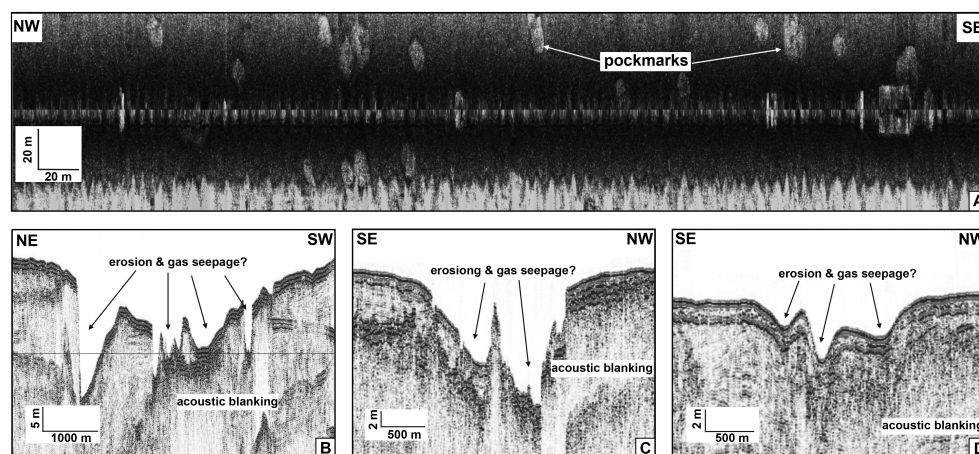 NW
SE
pockmarks
20 m
20 m
A
NE
SW
erosion & gas seepage?
acoustic blanking
5 m
1000 m
B
SE
NW
erosiong & gas seepage?
acoustic blanking
2 m
500 m
C
SE
NW
erosion & gas seepage?
acoustic blanking
2 m
500 m
D